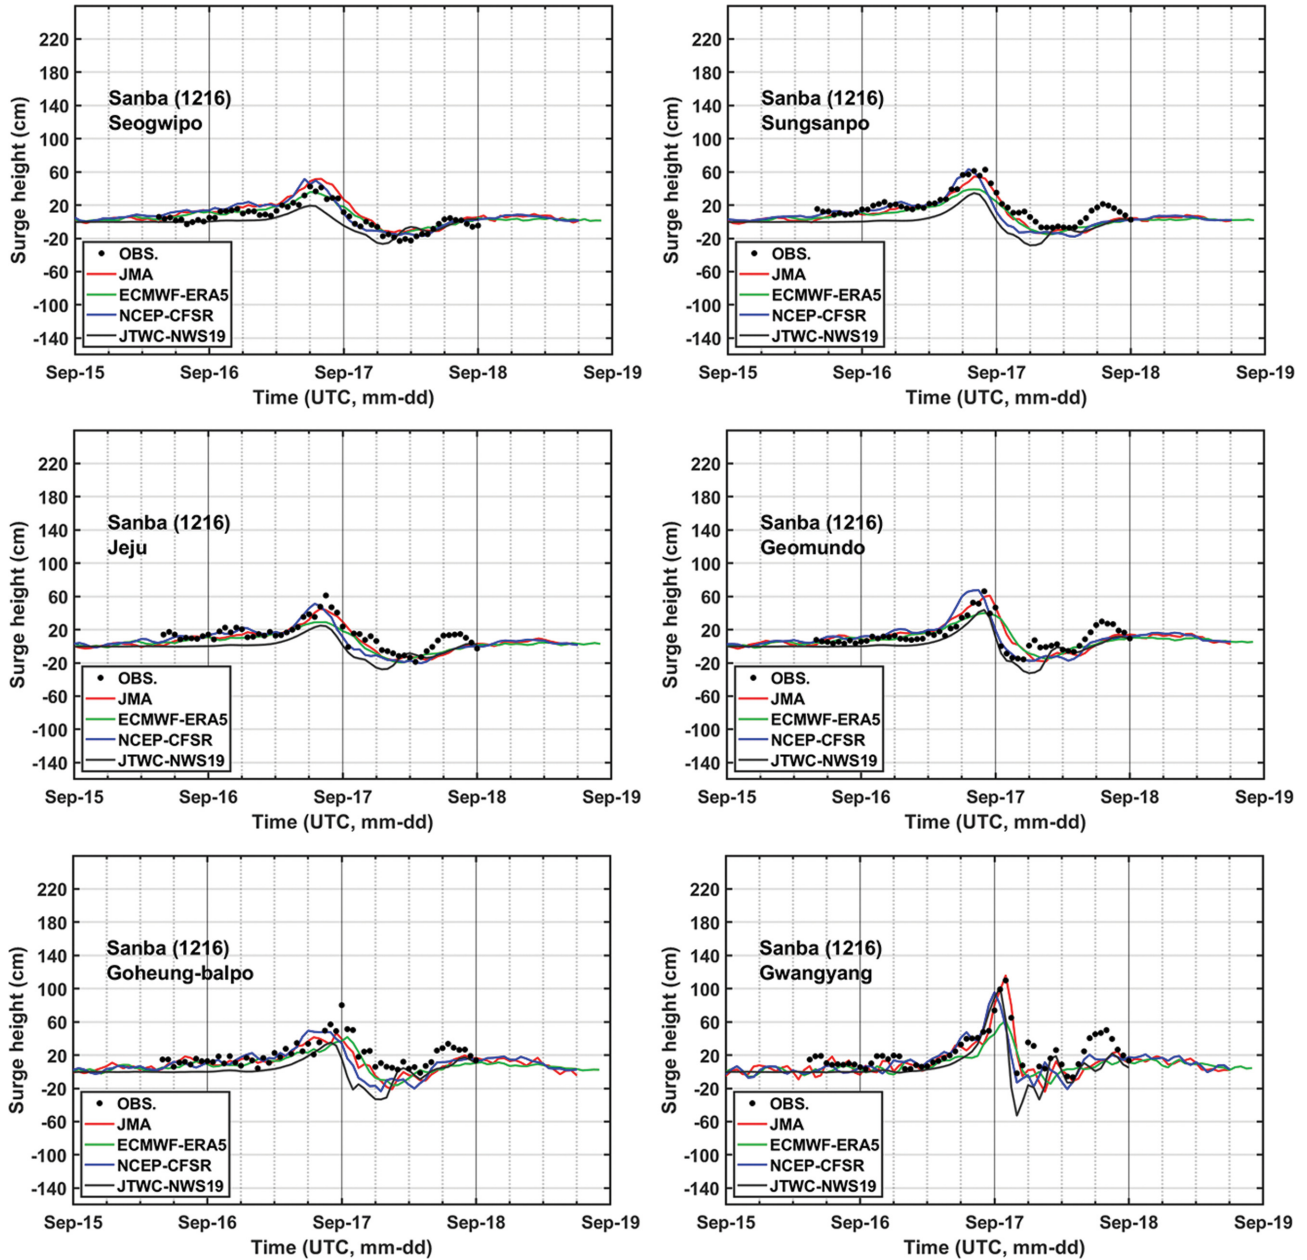 220
180
140
100
60
20
-20
-60
-100
-140
Surge height (cm)
Sanba (1216)
Seogwipo
OBS.
JMA
ECMWF-ERA5
NCEP-CFSR
JTWC-NWS19
Sep-15 Sep-16 Sep-17 Sep-18 Sep-19
Time (UTC, mm-dd)
220
180
140
100
60
20
-20
-60
-100
-140
Surge height (cm)
Sanba (1216)
Sungsanpo
OBS.
JMA
ECMWF-ERA5
NCEP-CFSR
JTWC-NWS19
Sep-15 Sep-16 Sep-17 Sep-18 Sep-19
Time (UTC, mm-dd)
220
180
140
100
60
20
-20
-60
-100
-140
Surge height (cm)
Sanba (1216)
Jeju
OBS.
JMA
ECMWF-ERA5
NCEP-CFSR
JTWC-NWS19
Sep-15 Sep-16 Sep-17 Sep-18 Sep-19
Time (UTC, mm-dd)
220
180
140
100
60
20
-20
-60
-100
-140
Surge height (cm)
Sanba (1216)
Geomundo
OBS.
JMA
ECMWF-ERA5
NCEP-CFSR
JTWC-NWS19
Sep-15 Sep-16 Sep-17 Sep-18 Sep-19
Time (UTC, mm-dd)
220
180
140
100
60
20
-20
-60
-100
-140
Surge height (cm)
Sanba (1216)
Goheung-balpo
OBS.
JMA
ECMWF-ERA5
NCEP-CFSR
JTWC-NWS19
Sep-15 Sep-16 Sep-17 Sep-18 Sep-19
Time (UTC, mm-dd)
220
180
140
100
60
20
-20
-60
-100
-140
Surge height (cm)
Sanba (1216)
Gwangyang
OBS.
JMA
ECMWF-ERA5
NCEP-CFSR
JTWC-NWS19
Sep-15 Sep-16 Sep-17 Sep-18 Sep-19
Time (UTC, mm-dd)